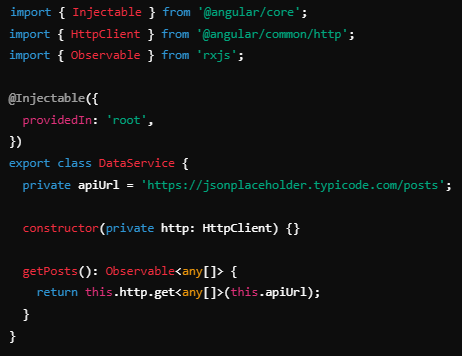 import { Injectable } from '@angular/core';
import { HttpClient } from '@angular/common/http';
import { Observable } from 'rxjs';

@Injectable({
  providedIn: 'root',
})
export class DataService {
  private apiUrl = 'https://jsonplaceholder.typicode.com/posts';

  constructor(private http: HttpClient) {}

  getPosts(): Observable<any[]> {
    return this.http.get<any[]>(this.apiUrl);
  }
}